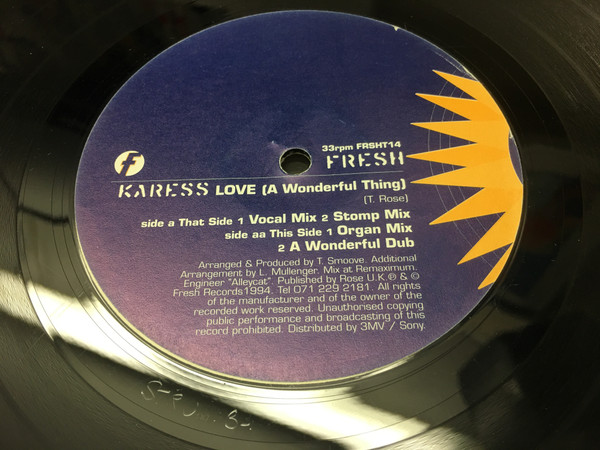 33rpm FRSHT14
f FRESH
KARESS LOVE (A Wonderful Thing)
(T. Rose)
side a That Side 1 Vocal Mix 2 Stomp Mix
side aa This Side 1 Organ Mix
2 A Wonderful Dub
Arranged & Produced by T. Smoove. Additional
Arrangement by L. Mullenger. Mix at Remaximum.
Engineer "Alleycat". Published by Rose U.K.℗ & ©
Fresh Records1994. Tel 071 229 2181. All rights
of the manufacturer and of the owner of the
recorded work reserved. Unauthorised copying
public performance and broadcasting of this
record prohibited. Distributed by 3MV / Sony.